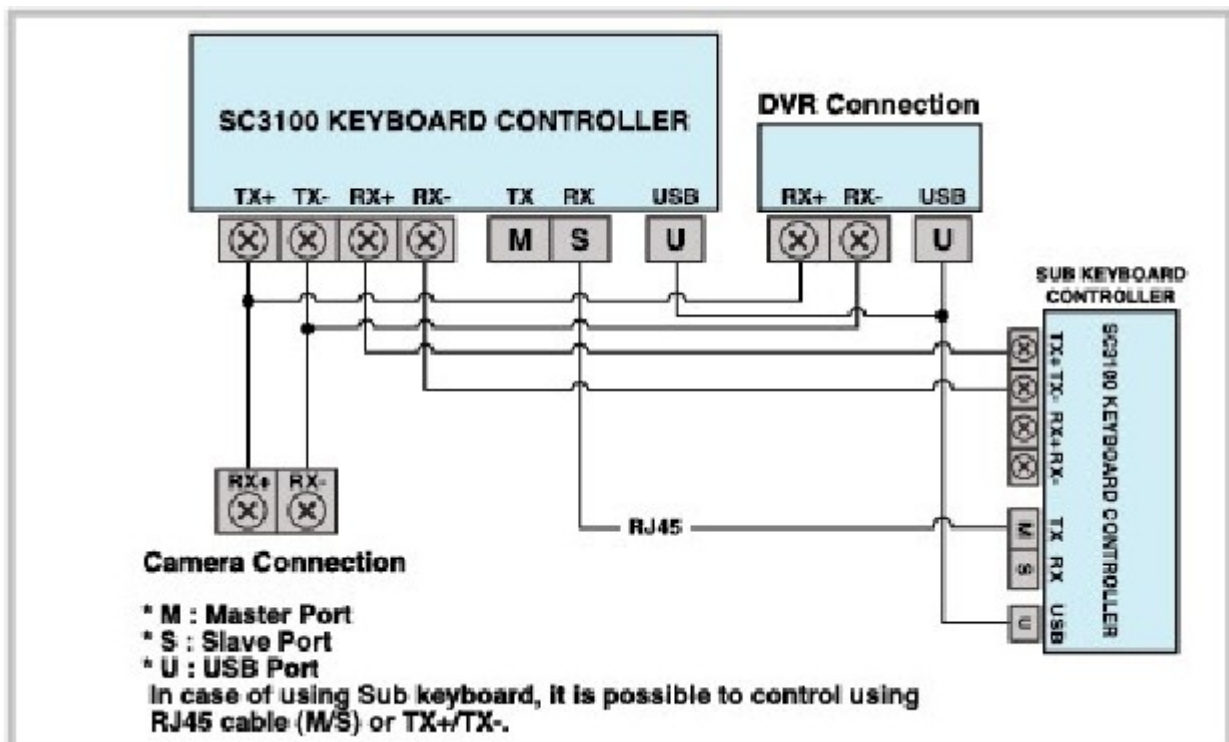 SC3100 KEYBOARD CONTROLLER
TX+ TX- RX+ RX- TX RX USB
M S U
DVR Connection
RX+ RX- USB
U
SUB KEYBOARD
CONTROLLER
SC3100 KEYBOARD CONTROLLER
TX+ TX- RX+ RX- TX RX USB
M S U
RX+ RX-
RJ45
Camera Connection
* M : Master Port
* S : Slave Port
* U : USB Port
In case of using Sub keyboard, it is possible to control using
RJ45 cable (M/S) or TX+/TX-.